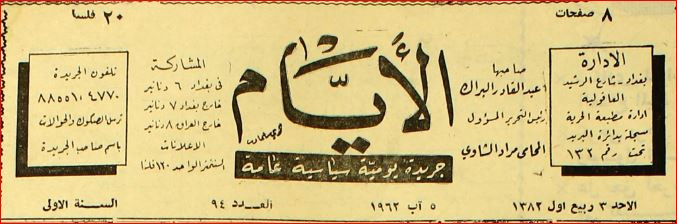 ٨ صفحات
٢٠ فلسا
الادارة
بغداد - شارع الرشيد
العاقولية
ادارة مطبعة الحرية
مسجلة بدائرة البريد
تحت رقم ١٣٢
صاحبها
عبدالقادر البراك
رئيس التحرير المسؤول
المحامي مراد الشاوي
الأيام
جريدة يومية سياسية عامة
المشاركة
في بغداد ٦ دنانير
خارج بغداد ٧ دنانير
خارج العراق ٨ دنانير
الاعلانات
السنتمتر الواحد ١٢٠ فلسا
تلفون الجريدة
٨٨٥٥١،٤٧٧٠
ترسل الصكوك والحوالات
باسم صاحب الجريدة
الاحد ٣ ربيع اول ١٣٨٢
٥ آب ١٩٦٢
العدد ٩٤
السنة الاولى